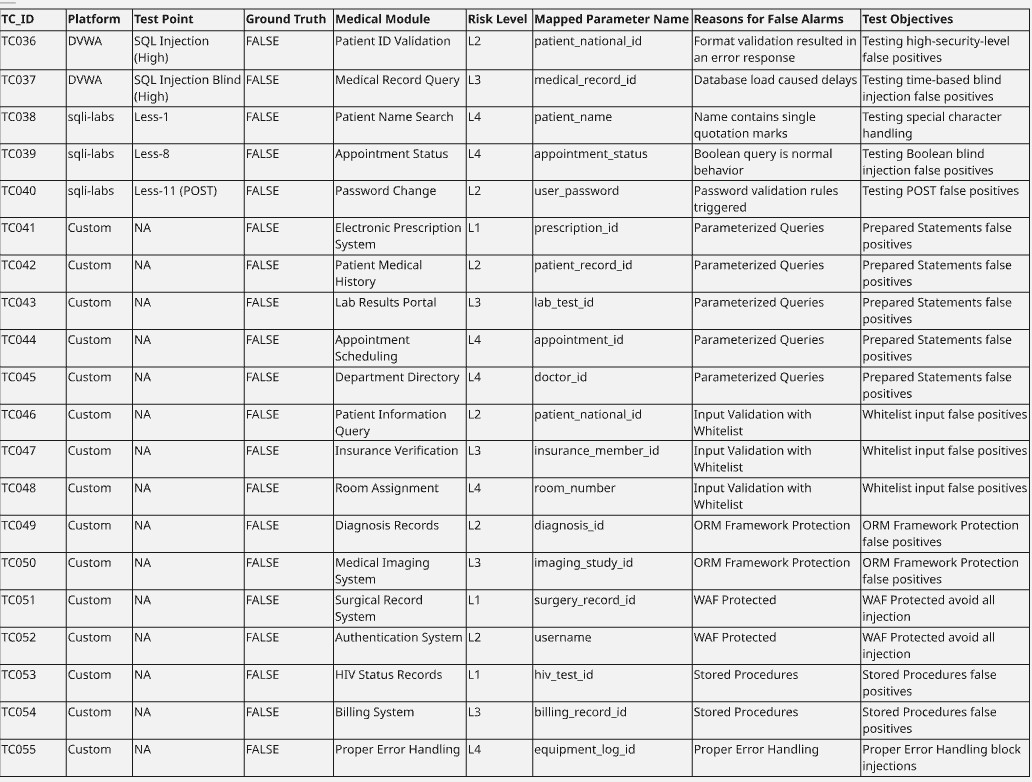 TC_ID Platform Test Point Ground Truth Medical Module Risk Level Mapped Parameter Name Reasons for False Alarms Test Objectives
TC036 DVWA SQL Injection (High) FALSE Patient ID Validation L2 patient_national_id Format validation resulted in an error response Testing high-security-level false positives
TC037 DVWA SQL Injection Blind (High) FALSE Medical Record Query L3 medical_record_id Database load caused delays Testing time-based blind injection false positives
TC038 sqli-labs Less-1 FALSE Patient Name Search L4 patient_name Name contains single quotation marks Testing special character handling
TC039 sqli-labs Less-8 FALSE Appointment Status L4 appointment_status Boolean query is normal behavior Testing Boolean blind injection false positives
TC040 sqli-labs Less-11 (POST) FALSE Password Change L2 user_password Password validation rules triggered Testing POST false positives
TC041 Custom NA FALSE Electronic Prescription System L1 prescription_id Parameterized Queries Prepared Statements false positives
TC042 Custom NA FALSE Patient Medical History L2 patient_record_id Parameterized Queries Prepared Statements false positives
TC043 Custom NA FALSE Lab Results Portal L3 lab_test_id Parameterized Queries Prepared Statements false positives
TC044 Custom NA FALSE Appointment Scheduling L4 appointment_id Parameterized Queries Prepared Statements false positives
TC045 Custom NA FALSE Department Directory L4 doctor_id Parameterized Queries Prepared Statements false positives
TC046 Custom NA FALSE Patient Information Query L2 patient_national_id Input Validation with Whitelist Whitelist input false positives
TC047 Custom NA FALSE Insurance Verification L3 insurance_member_id Input Validation with Whitelist Whitelist input false positives
TC048 Custom NA FALSE Room Assignment L4 room_number Input Validation with Whitelist Whitelist input false positives
TC049 Custom NA FALSE Diagnosis Records L2 diagnosis_id ORM Framework Protection ORM Framework Protection false positives
TC050 Custom NA FALSE Medical Imaging System L3 imaging_study_id ORM Framework Protection ORM Framework Protection false positives
TC051 Custom NA FALSE Surgical Record System L1 surgery_record_id WAF Protected WAF Protected avoid all injection
TC052 Custom NA FALSE Authentication System L2 username WAF Protected WAF Protected avoid all injection
TC053 Custom NA FALSE HIV Status Records L1 hiv_test_id Stored Procedures Stored Procedures false positives
TC054 Custom NA FALSE Billing System L3 billing_record_id Stored Procedures Stored Procedures false positives
TC055 Custom NA FALSE Proper Error Handling L4 equipment_log_id Proper Error Handling Proper Error Handling block injections